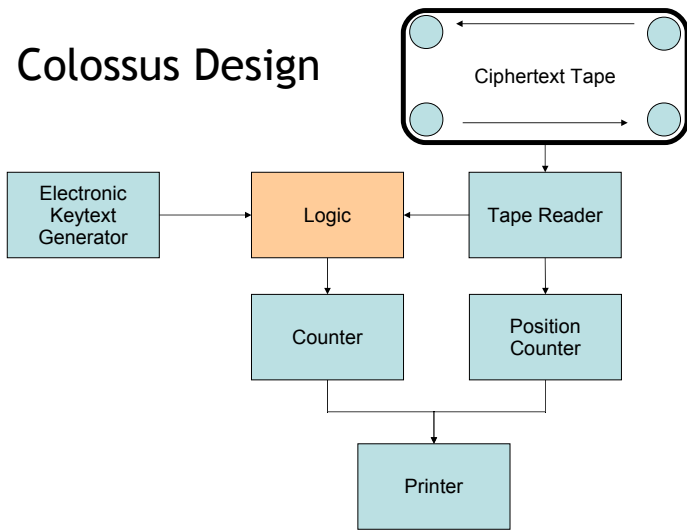 Colossus Design
Ciphertext Tape
Electronic
Keytext
Generator
Logic
Tape Reader
Counter
Position
Counter
Printer